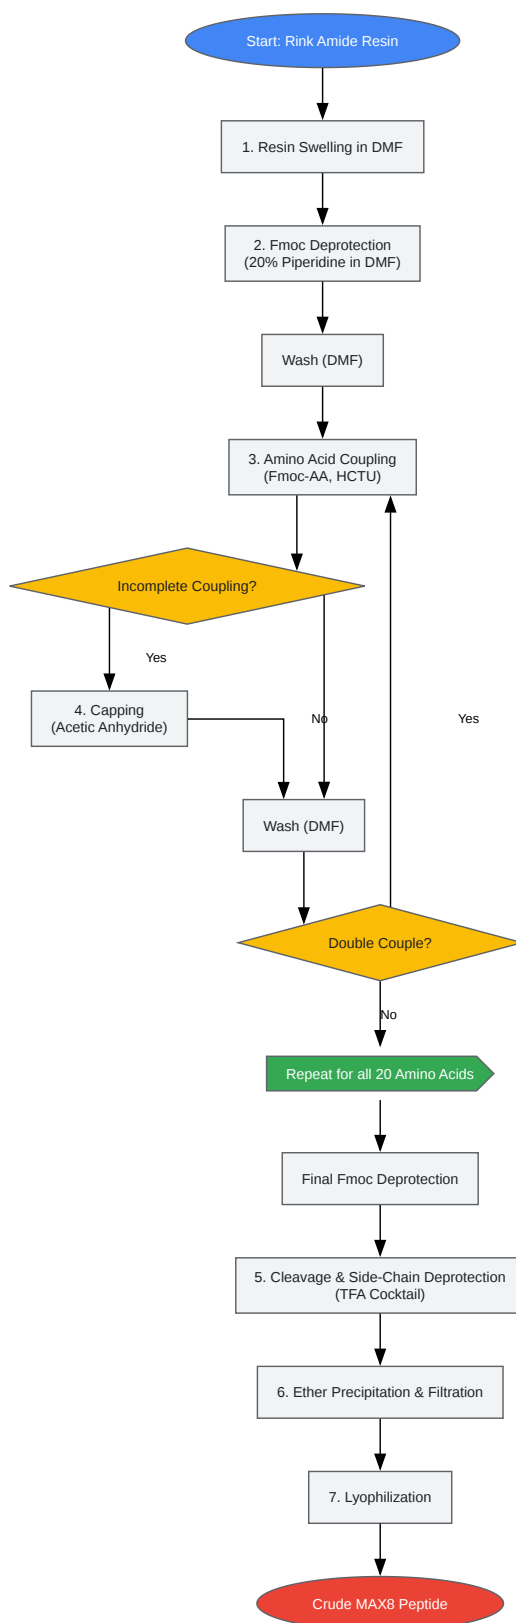 Start: Rink Amide Resin
1. Resin Swelling in DMF
2. Fmoc Deprotection
(20% Piperidine in DMF)
Wash (DMF)
3. Amino Acid Coupling
(Fmoc-AA, HCTU)
Incomplete Coupling?
Yes
4. Capping
(Acetic Anhydride)
No
Yes
Wash (DMF)
Double Couple?
No
Repeat for all 20 Amino Acids
Final Fmoc Deprotection
5. Cleavage & Side-Chain Deprotection
(TFA Cocktail)
6. Ether Precipitation & Filtration
7. Lyophilization
Crude MAX8 Peptide